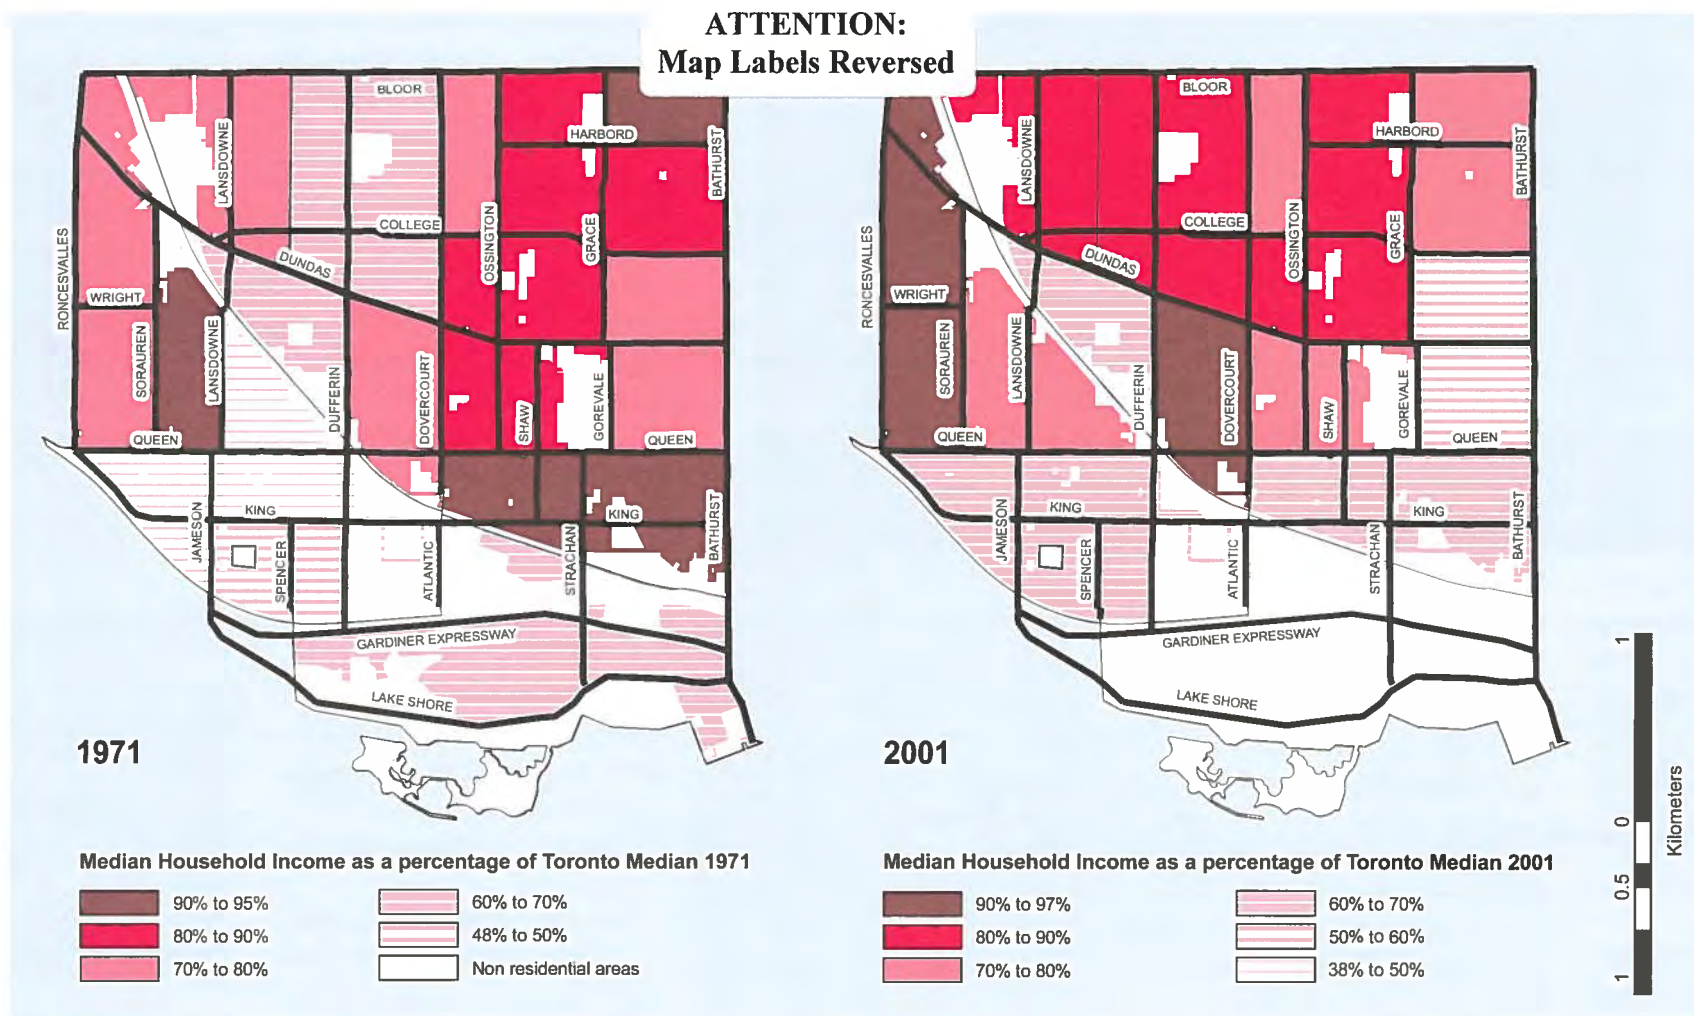 ATTENTION:
Map Labels Reversed
BLOOR
HARBORD
LANSDOWNE
BATHURST
COLLEGE
OSSINGTON
GRACE
DUNDAS
RONCESVALLES
WRIGHT
SORAUREN
LANSDOWNE
DUFFERIN
DOVERCOURT
SHAW
GOREVALE
QUEEN
QUEEN
KING
KING
JAMESON
SPENCER
ATLANTIC
STRACHAN
BATHURST
GARDINER EXPRESSWAY
LAKE SHORE
1971
BLOOR
HARBORD
LANSDOWNE
BATHURST
COLLEGE
OSSINGTON
GRACE
DUNDAS
RONCESVALLES
WRIGHT
SORAUREN
LANSDOWNE
DUFFERIN
DOVERCOURT
SHAW
GOREVALE
QUEEN
QUEEN
KING
KING
JAMESON
SPENCER
ATLANTIC
STRACHAN
BATHURST
GARDINER EXPRESSWAY
LAKE SHORE
2001
Median Household Income as a percentage of Toronto Median 1971
90% to 95%
80% to 90%
70% to 80%
60% to 70%
48% to 50%
Non residential areas
Median Household Income as a percentage of Toronto Median 2001
90% to 97%
80% to 90%
70% to 80%
60% to 70%
50% to 60%
38% to 50%
1
0
0.5
1
Kilometers